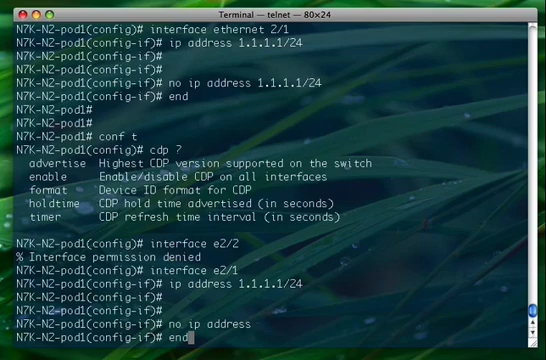 Terminal — telnet — 80×24
N7K-N2-pod1(config)# interface ethernet 2/1
N7K-N2-pod1(config-if)# ip address 1.1.1.1/24
N7K-N2-pod1(config-if)#
N7K-N2-pod1(config-if)#
N7K-N2-pod1(config-if)# no ip address 1.1.1.1/24
N7K-N2-pod1(config-if)# end
N7K-N2-pod1#
N7K-N2-pod1#
N7K-N2-pod1# conf t
N7K-N2-pod1(config)# cdp ?
advertise Highest CDP version supported on the switch
enable Enable/disable CDP on all interfaces
format Device ID format for CDP
holdtime CDP hold time advertised (in seconds)
timer CDP refresh time interval (in seconds)
N7K-N2-pod1(config)# interface e2/2
% Interface permission denied
N7K-N2-pod1(config)# interface e2/1
N7K-N2-pod1(config-if)# ip address 1.1.1.1/24
N7K-N2-pod1(config-if)#
N7K-N2-pod1(config-if)#
N7K-N2-pod1(config-if)# no ip address
N7K-N2-pod1(config-if)# end